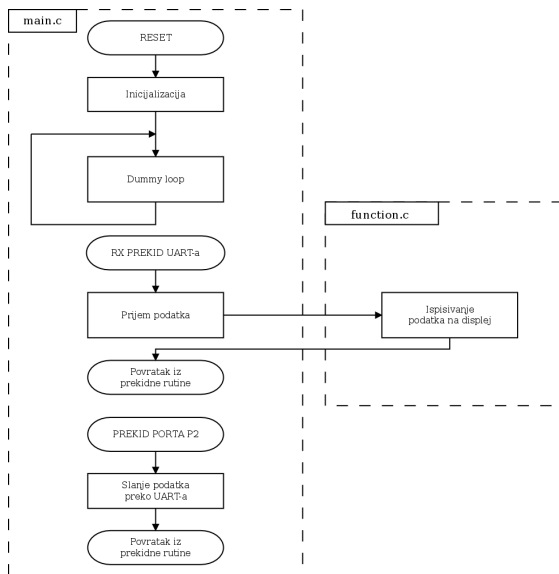 main.c
RESET
Inicijalizacija
Dummy loop
function.c
RX PREKID UART-a
Prijem podatka
Ispisivanje
podatka na displej
Povratak iz
prekidne rutine
PREKID PORTA P2
Slanje podatka
preko UART-a
Povratak iz
prekidne rutine